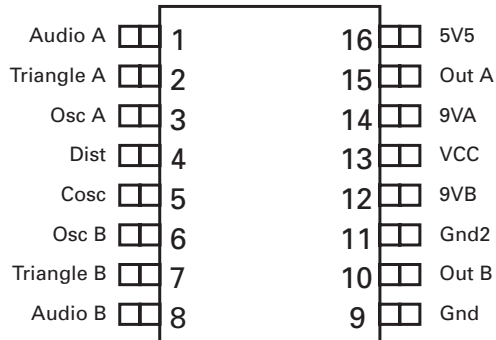 Audio A 1 16 5V5
Triangle A 2 15 Out A
Osc A 3 14 9VA
Dist 4 13 VCC
Cosc 5 12 9VB
Osc B 6 11 Gnd2
Triangle B 7 10 Out B
Audio B 8 9 Gnd